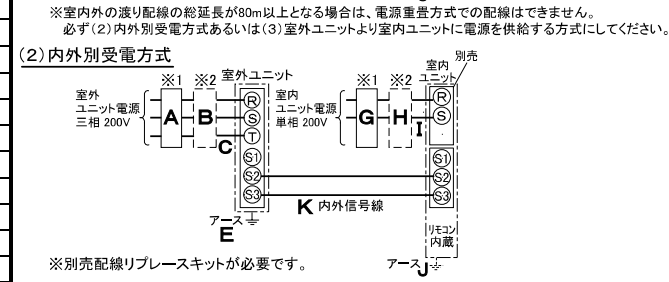 ※室内外の渡り配線の総延長が80m以上となる場合は、電源重畳方式での配線はできません。
必ず(2)内外別受電方式あるいは(3)室外ユニットより室内ユニットに電源を供給する方式にしてください。
(2)内外別受電方式
※1 ※2 室外ユニット
※1 ※2 室内ユニット 別売
室外
ユニット電源
三相 200V
A B C
R
S
T
S1
S2
S3
室内
ユニット電源
単相 200V
G H I
R
S
S1
S2
S3
K 内外信号線
アース
E
リモコン
内蔵
アース J
※別売配線リプレースキットが必要です。